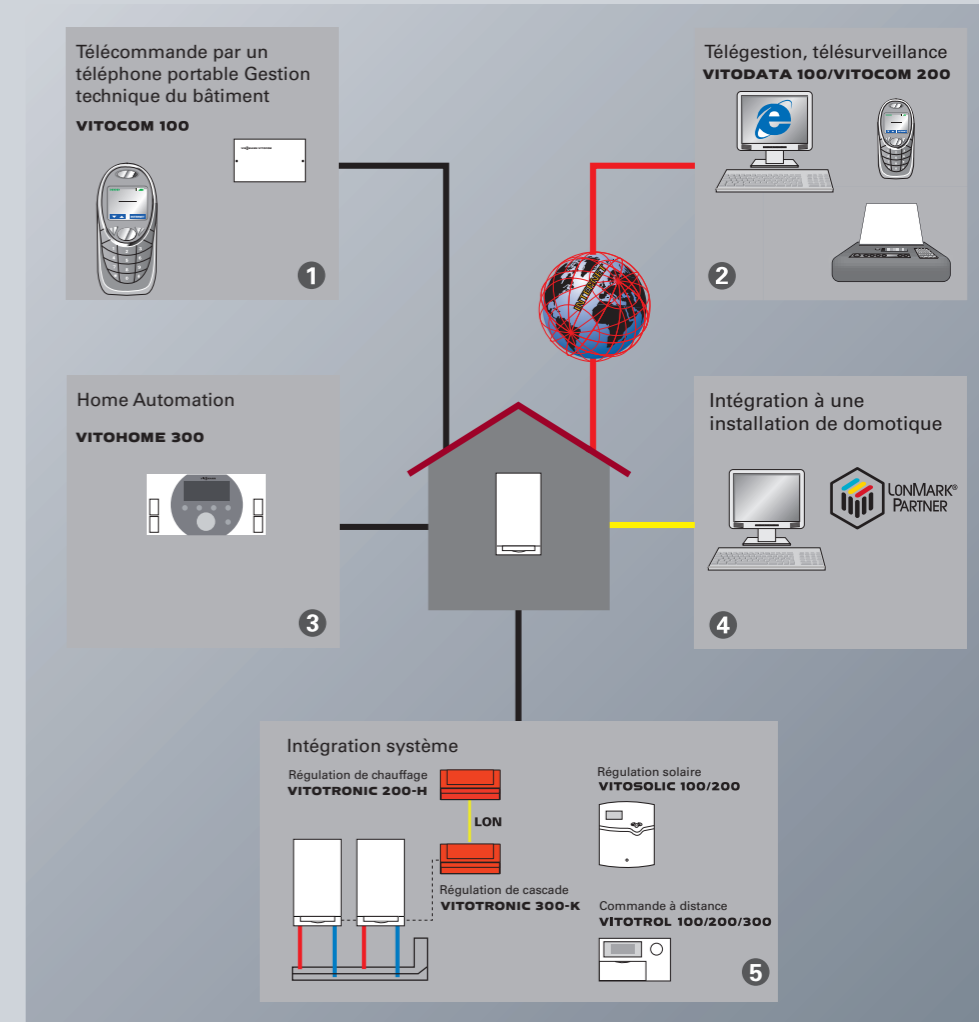 Télécommande par un
téléphone portable Gestion
technique du bâtiment
VITOCOM 100
1
Télégestion, télésurveillance
VITODATA 100/VITOCOM 200
2
INTERNET
Home Automation
VITOHOME 300
3
Intégration à une
installation de domotique
LONMARK®
PARTNER
4
Intégration système
Régulation de chauffage
VITOTRONIC 200-H
LON
Régulation de cascade
VITOTRONIC 300-K
Régulation solaire
VITOSOLIC 100/200
Commande à distance
VITOTROL 100/200/300
5